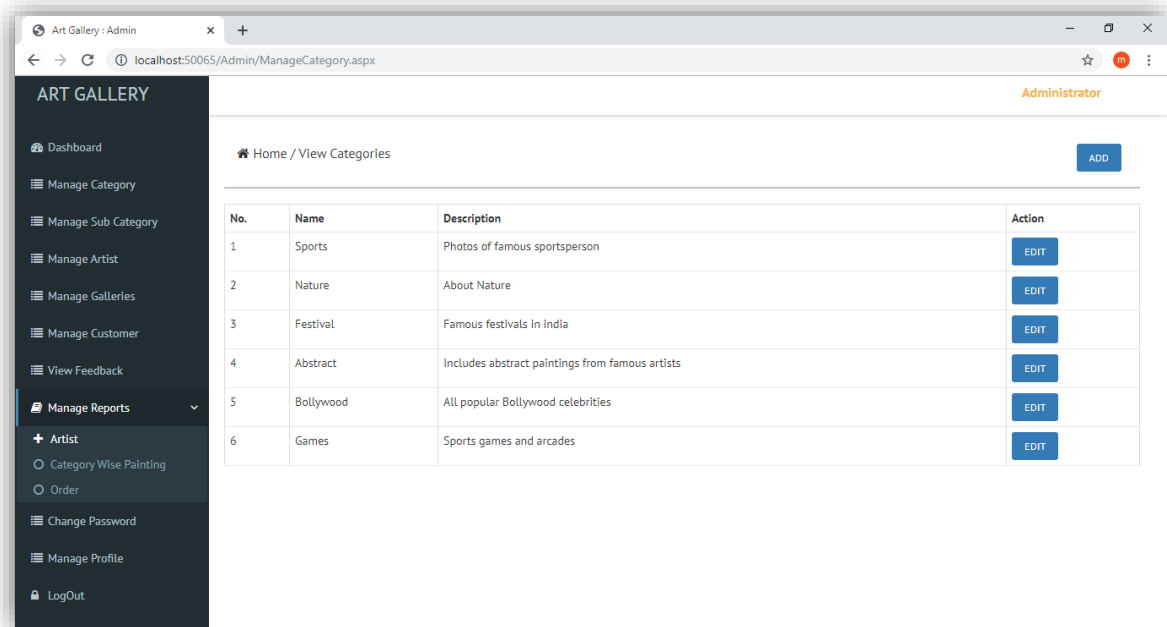 Art Gallery : Admin
localhost:50065/Admin/ManageCategory.aspx
m
ART GALLERY
Administrator
Dashboard
Manage Category
Manage Sub Category
Manage Artist
Manage Galleries
Manage Customer
View Feedback
Manage Reports
Artist
Category Wise Painting
Order
Change Password
Manage Profile
LogOut
Home / View Categories
ADD
No. Name Description Action
1 Sports Photos of famous sportsperson EDIT
2 Nature About Nature EDIT
3 Festival Famous festivals in india EDIT
4 Abstract Includes abstract paintings from famous artists EDIT
5 Bollywood All popular Bollywood celebrities EDIT
6 Games Sports games and arcades EDIT